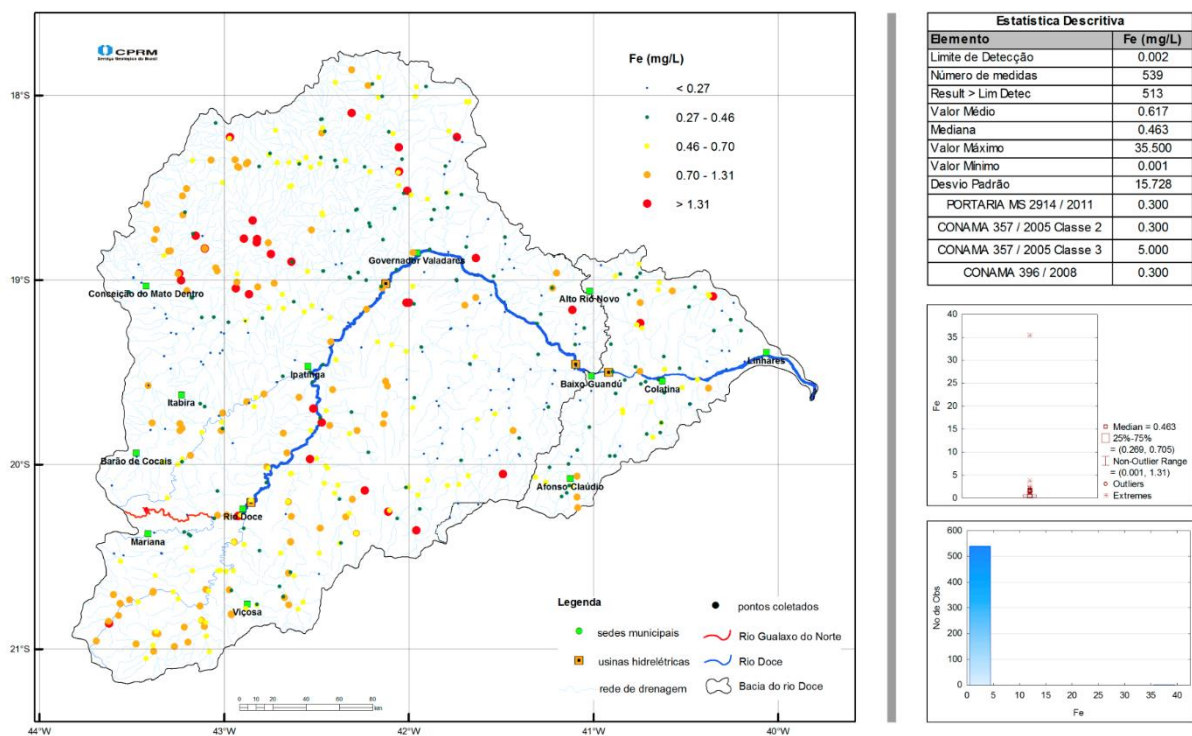 CPRM
Serviço Geológico do Brasil
Fe (mg/L)
< 0.27
0.27 - 0.46
0.46 - 0.70
0.70 - 1.31
> 1.31
18°S
19°S
20°S
21°S
44°W
43°W
42°W
41°W
40°W
Governador Valadares
Conceição do Mato Dentro
Alto Rio Novo
Linhares
Ipatinga
Baixo Guandú
Colatina
Itabira
Barão de Cocais
Afonso Claúdio
Rio Doce
Mariana
Viçosa
Legenda
pontos coletados
sedes municipais
Rio Gualaxo do Norte
usinas hidrelétricas
Rio Doce
rede de drenagem
Bacia do rio Doce
0 5 10 20 40 60 80
km
Estatística Descritiva
Elemento Fe (mg/L)
Limite de Detecção 0.002
Número de medidas 539
Result > Lim Detec 513
Valor Médio 0.617
Mediana 0.463
Valor Máximo 35.500
Valor Mínimo 0.001
Desvio Padrão 15.728
PORTARIA MS 2914 / 2011 0.300
CONAMA 357 / 2005 Classe 2 0.300
CONAMA 357 / 2005 Classe 3 5.000
CONAMA 396 / 2008 0.300
40
35
30
25
20
15
10
5
0
Fe
Median = 0.463
25%-75%
= (0.269, 0.705)
Non-Outlier Range
= (0.001, 1.31)
Outliers
Extremes
600
500
400
300
200
100
0
No de Obs
0 5 10 15 20 25 30 35 40
Fe